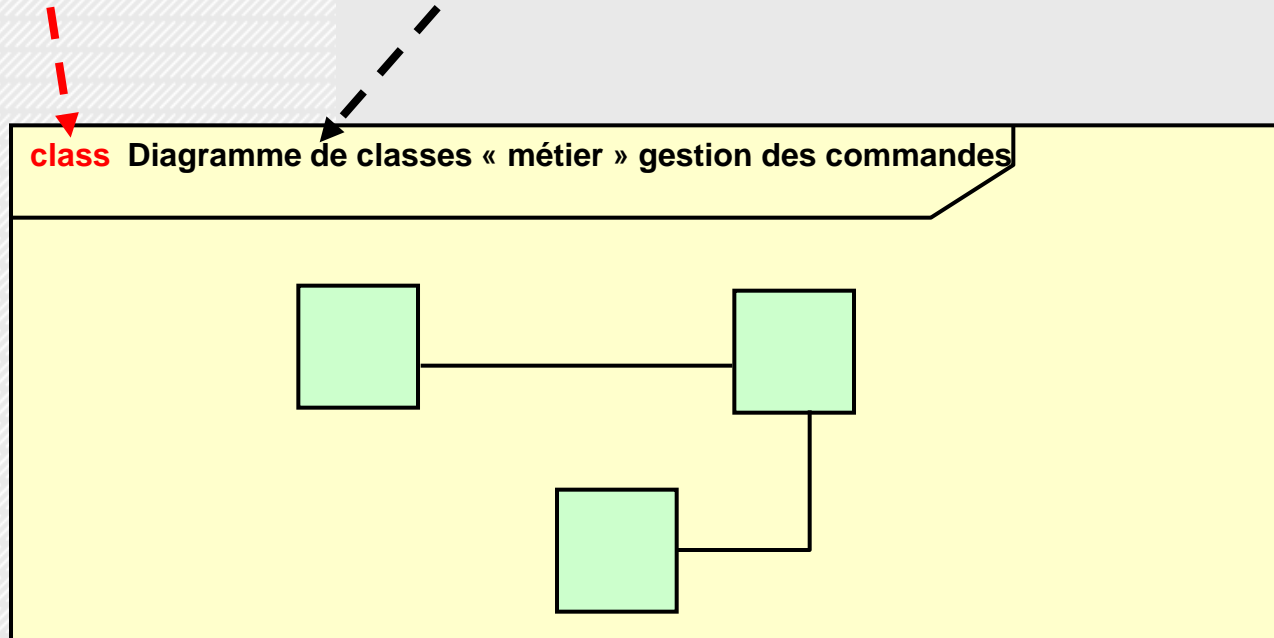 class Diagramme de classes « métier » gestion des commandes